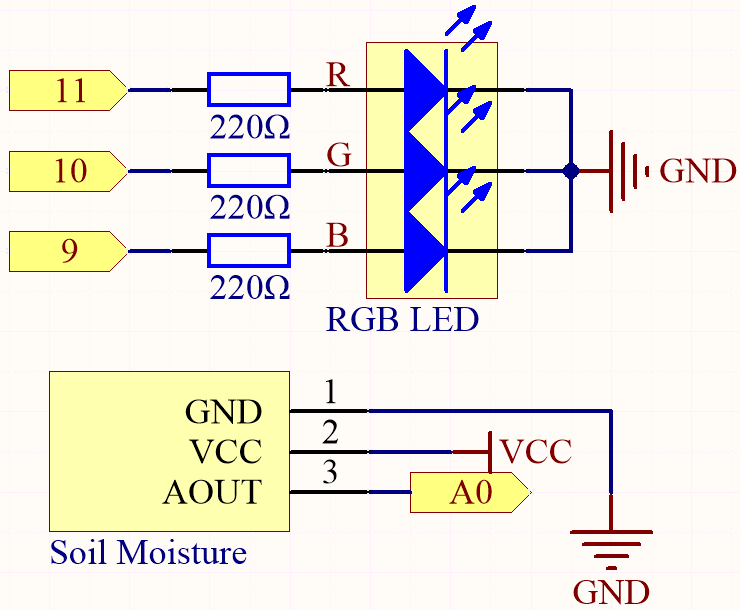 11 R
220Ω
10 G GND
220Ω
9 B
220Ω
RGB LED
GND 1
VCC 2 VCC
AOUT 3 A0
Soil Moisture
GND